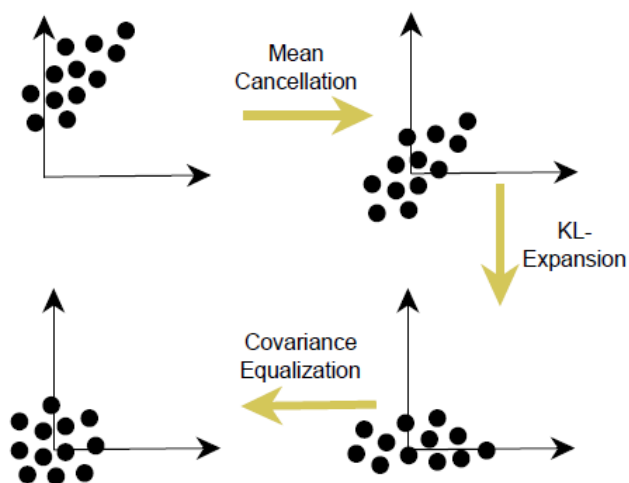 Mean
Cancellation
KL-
Expansion
Covariance
Equalization